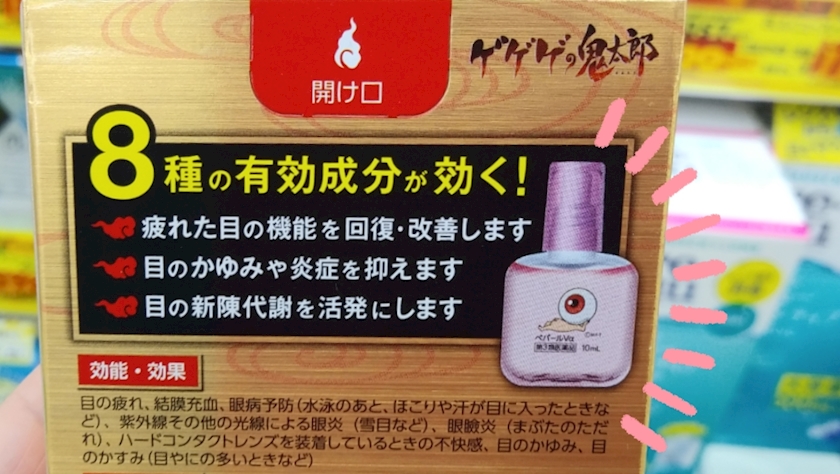 開け口
ゲゲゲの鬼太郎
8種の有効成分が効く!
疲れた目の機能を回復・改善します
目のかゆみや炎症を抑えます
目の新陳代謝を活発にします
ペパールVα
第3類医薬品 10mL
効能・効果
目の疲れ、結膜充血、眼病予防(水泳のあと、ほこりや汗が目に入ったときな
ど)、紫外線その他の光線による眼炎(雪目など)、眼瞼炎(まぶたのただ
れ)、ハードコンタクトレンズを装着しているときの不快感、目のかゆみ、目
のかすみ(目やにの多いときなど)